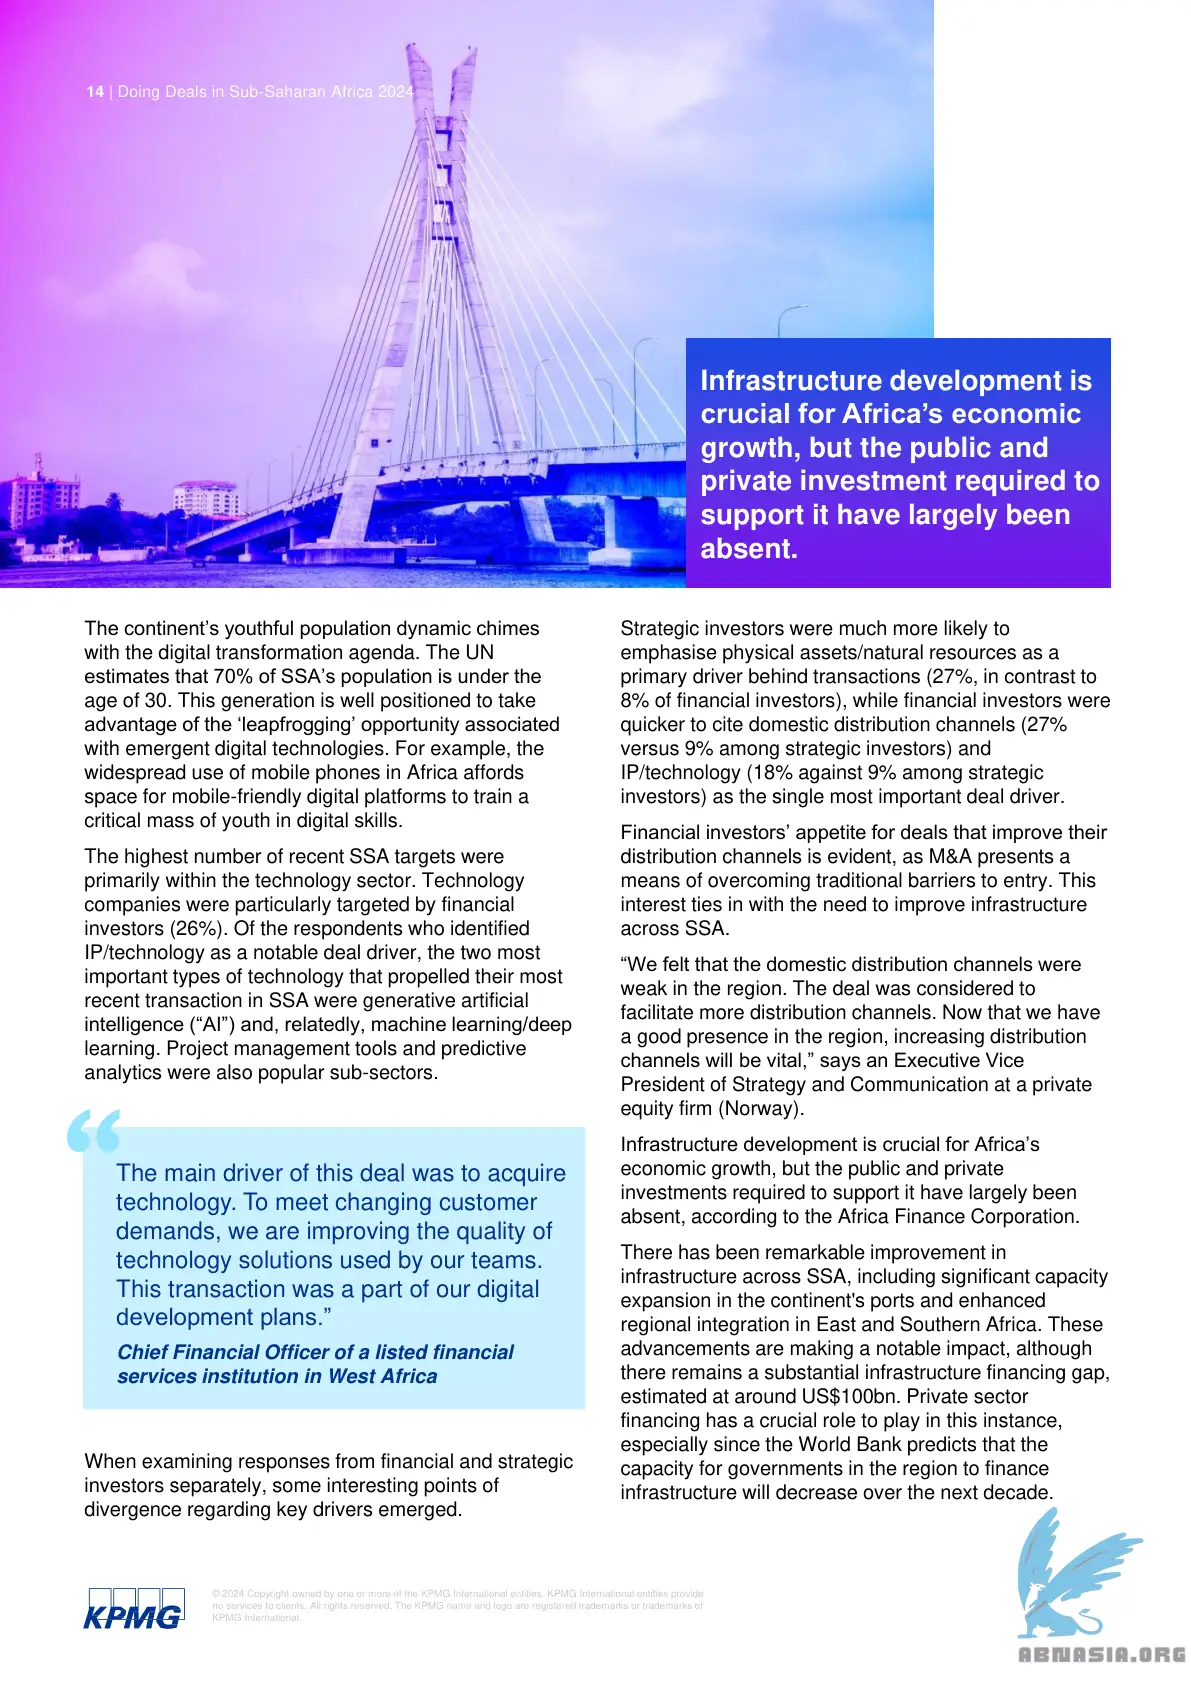 14 | Doing Deals in Sub-Saharan Africa 2024
Infrastructure development is
crucial for Africa’s economic
growth, but the public and
private investment required to
support it have largely been
absent.
The continent’s youthful population dynamic chimes
with the digital transformation agenda. The UN
estimates that 70% of SSA’s population is under the
age of 30. This generation is well positioned to take
advantage of the ‘leapfrogging’ opportunity associated
with emergent digital technologies. For example, the
widespread use of mobile phones in Africa affords
space for mobile-friendly digital platforms to train a
critical mass of youth in digital skills.
The highest number of recent SSA targets were
primarily within the technology sector. Technology
companies were particularly targeted by financial
investors (26%). Of the respondents who identified
IP/technology as a notable deal driver, the two most
important types of technology that propelled their most
recent transaction in SSA were generative artificial
intelligence (“AI”) and, relatedly, machine learning/deep
learning. Project management tools and predictive
analytics were also popular sub-sectors.
“
The main driver of this deal was to acquire
technology. To meet changing customer
demands, we are improving the quality of
technology solutions used by our teams.
This transaction was a part of our digital
development plans.”
Chief Financial Officer of a listed financial
services institution in West Africa
When examining responses from financial and strategic
investors separately, some interesting points of
divergence regarding key drivers emerged.
Strategic investors were much more likely to
emphasise physical assets/natural resources as a
primary driver behind transactions (27%, in contrast to
8% of financial investors), while financial investors were
quicker to cite domestic distribution channels (27%
versus 9% among strategic investors) and
IP/technology (18% against 9% among strategic
investors) as the single most important deal driver.
Financial investors’ appetite for deals that improve their
distribution channels is evident, as M&A presents a
means of overcoming traditional barriers to entry. This
interest ties in with the need to improve infrastructure
across SSA.
“We felt that the domestic distribution channels were
weak in the region. The deal was considered to
facilitate more distribution channels. Now that we have
a good presence in the region, increasing distribution
channels will be vital,” says an Executive Vice
President of Strategy and Communication at a private
equity firm (Norway).
Infrastructure development is crucial for Africa’s
economic growth, but the public and private
investments required to support it have largely been
absent, according to the Africa Finance Corporation.
There has been remarkable improvement in
infrastructure across SSA, including significant capacity
expansion in the continent's ports and enhanced
regional integration in East and Southern Africa. These
advancements are making a notable impact, although
there remains a substantial infrastructure financing gap,
estimated at around US$100bn. Private sector
financing has a crucial role to play in this instance,
especially since the World Bank predicts that the
capacity for governments in the region to finance
infrastructure will decrease over the next decade.
KPMG
© 2024 Copyright owned by one or more of the KPMG International entities. KPMG International entities provide
no services to clients. All rights reserved. The KPMG name and logo are registered trademarks or trademarks of
KPMG International.
ABNASIA.ORG